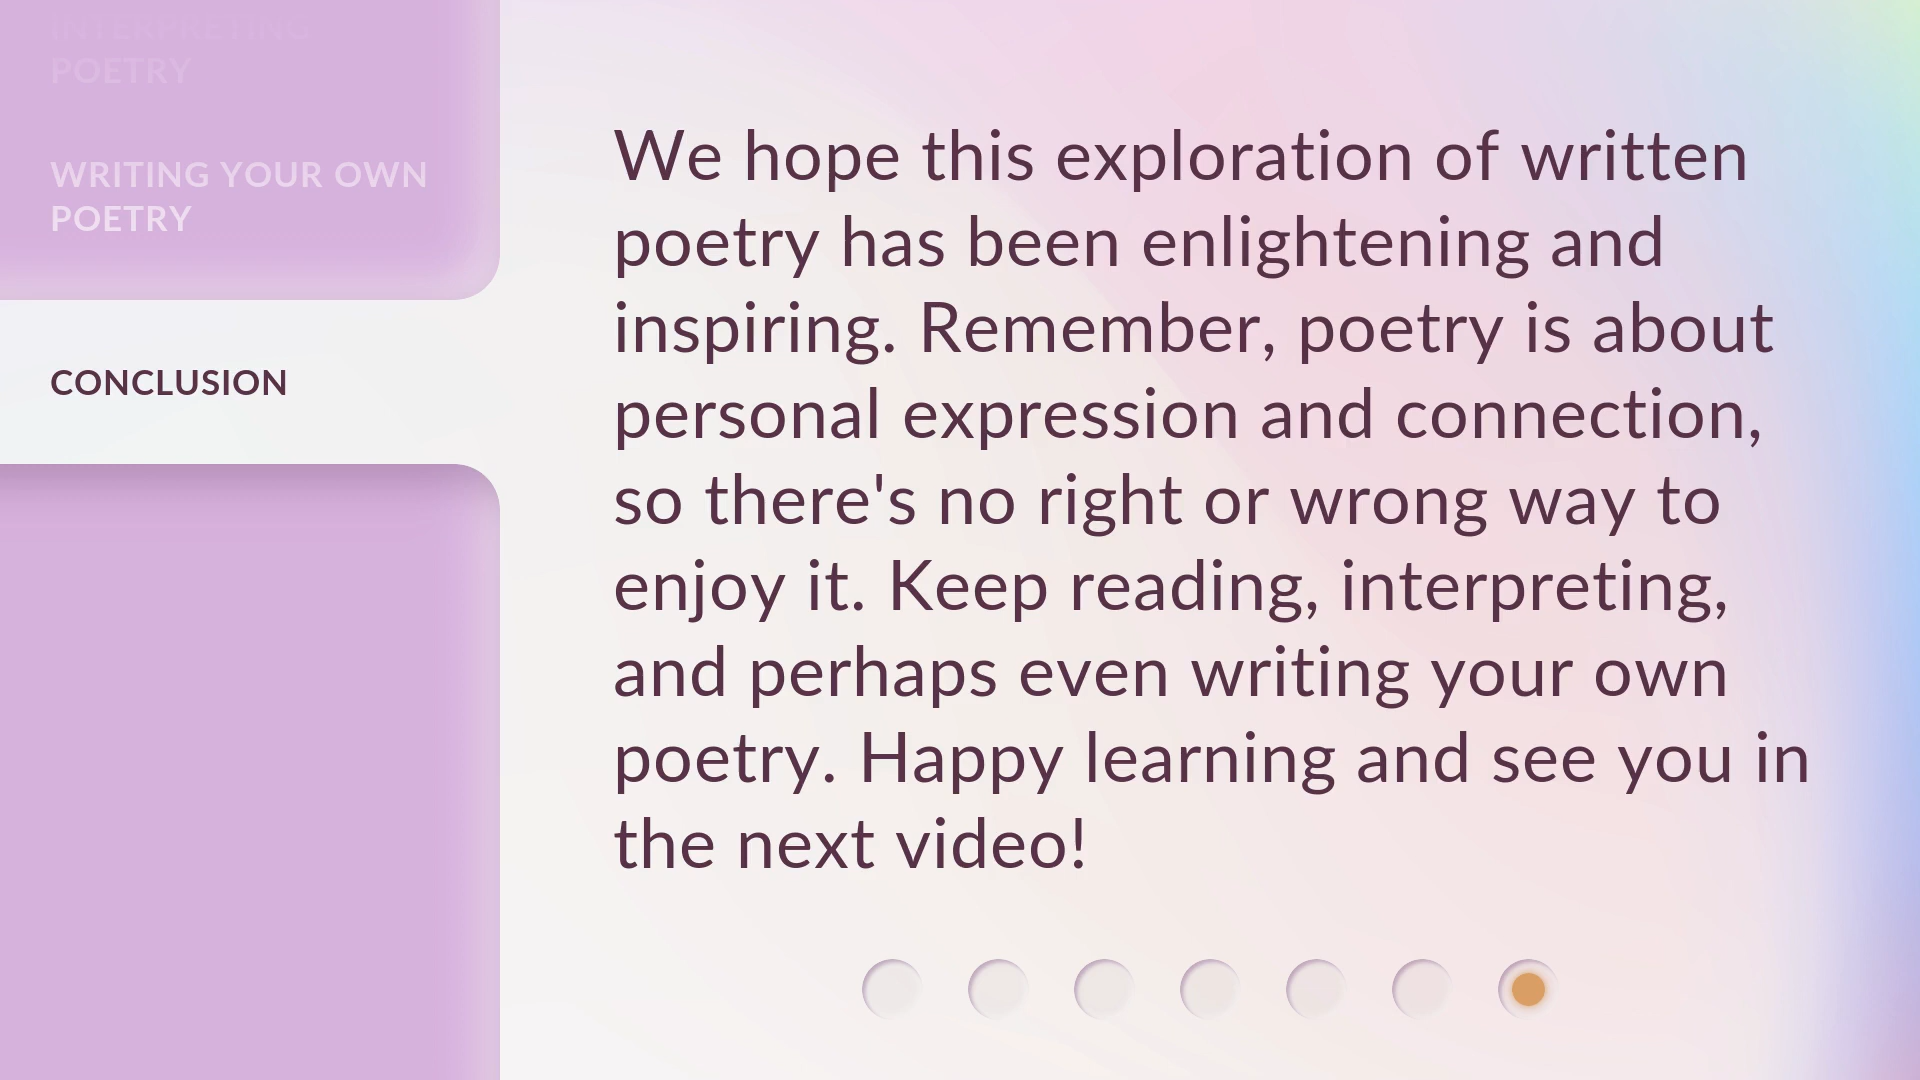 INTERPRETING
POETRY
WRITING YOUR OWN
POETRY
CONCLUSION
We hope this exploration of written
poetry has been enlightening and
inspiring. Remember, poetry is about
personal expression and connection,
so there's no right or wrong way to
enjoy it. Keep reading, interpreting,
and perhaps even writing your own
poetry. Happy learning and see you in
the next video!